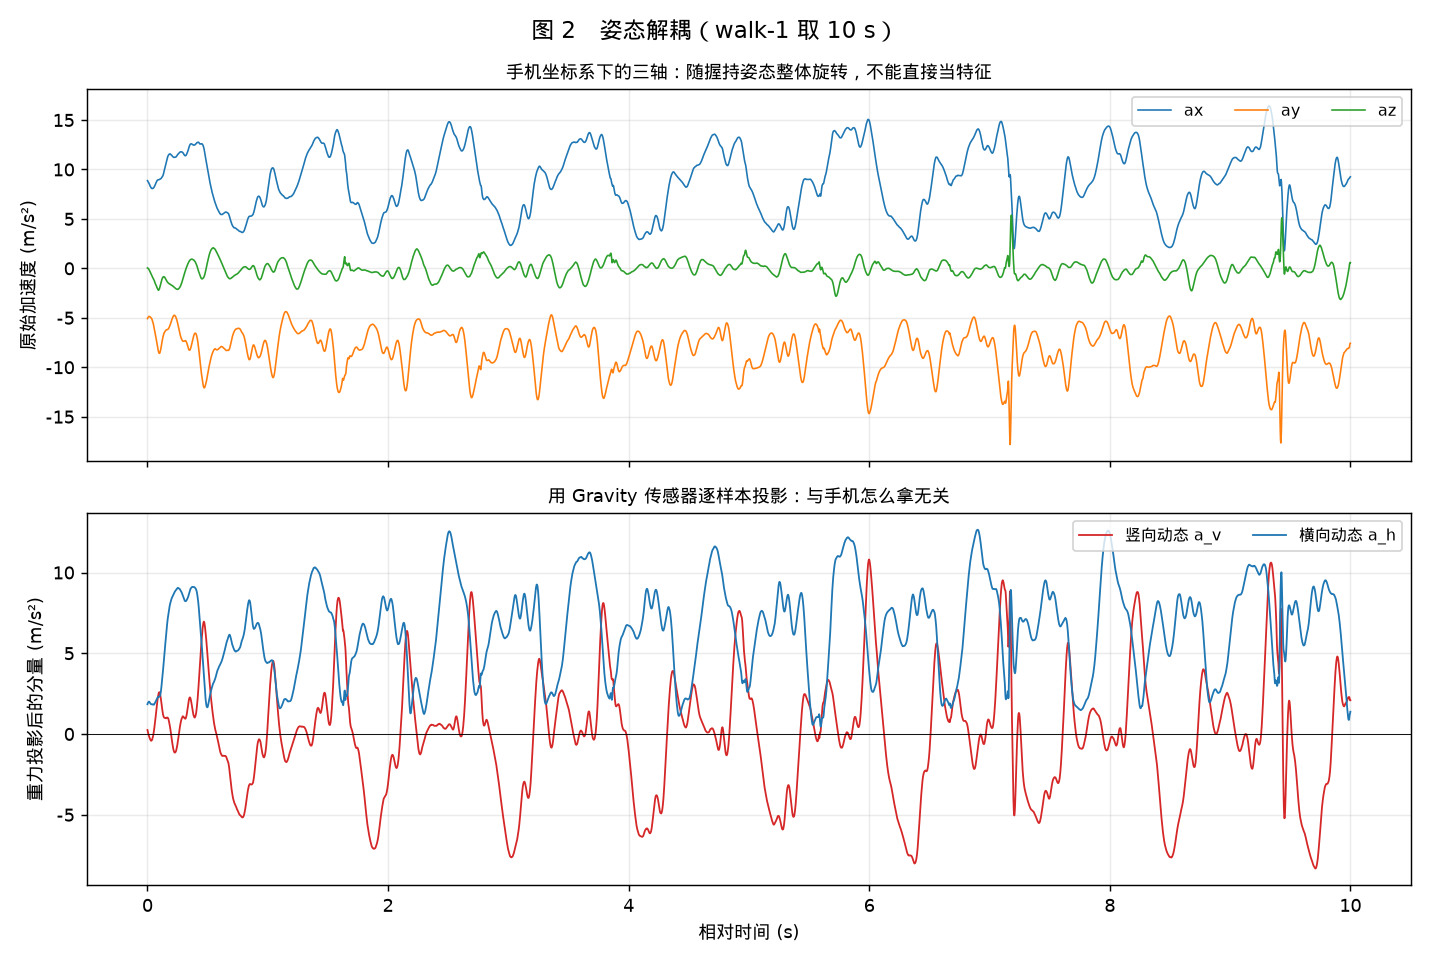 图 2　姿态解耦（walk-1 取 10 s）
手机坐标系下的三轴：随握持姿态整体旋转，不能直接当特征
ax ay az
原始加速度 (m/s²)
15
10
5
0
-5
-10
-15
用 Gravity 传感器逐样本投影：与手机怎么拿无关
竖向动态 a_v 横向动态 a_h
重力投影后的分量 (m/s²)
10
5
0
-5
0 2 4 6 8 10
相对时间 (s)